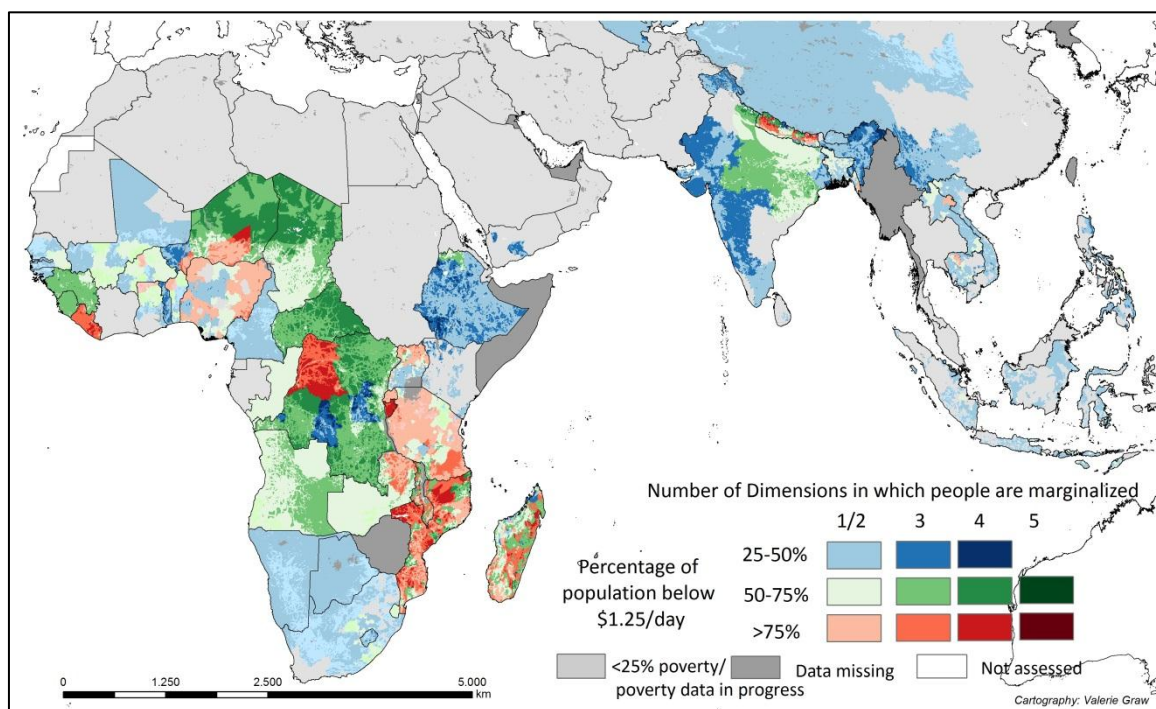 Number of Dimensions in which people are marginalized
1/2 3 4 5
25-50%
Percentage of
population below
$1.25/day
50-75%
>75%
<25% poverty/
poverty data in progress
Data missing
Not assessed
0 1.250 2.500 5.000
km
Cartography: Valerie Graw